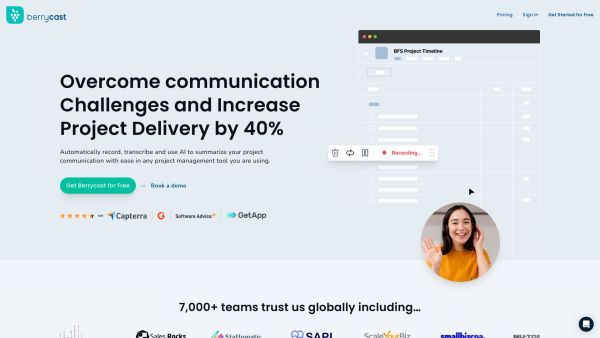 berrycast
Pricing
Sign in
Get Started for Free
BFS Project Timeline
Overcome communication
Challenges and Increase
Project Delivery by 40%
Automatically record, transcribe and use AI to summarize your project
communication with ease in any project management tool you are using.
Recording...
Get Berrycast for Free
or
Book a demo
on
Capterra
Software Advice
GetApp
7,000+ teams trust us globally including...
Sales Rocks
Staffomatic
SAPI
ScaleYourBiz